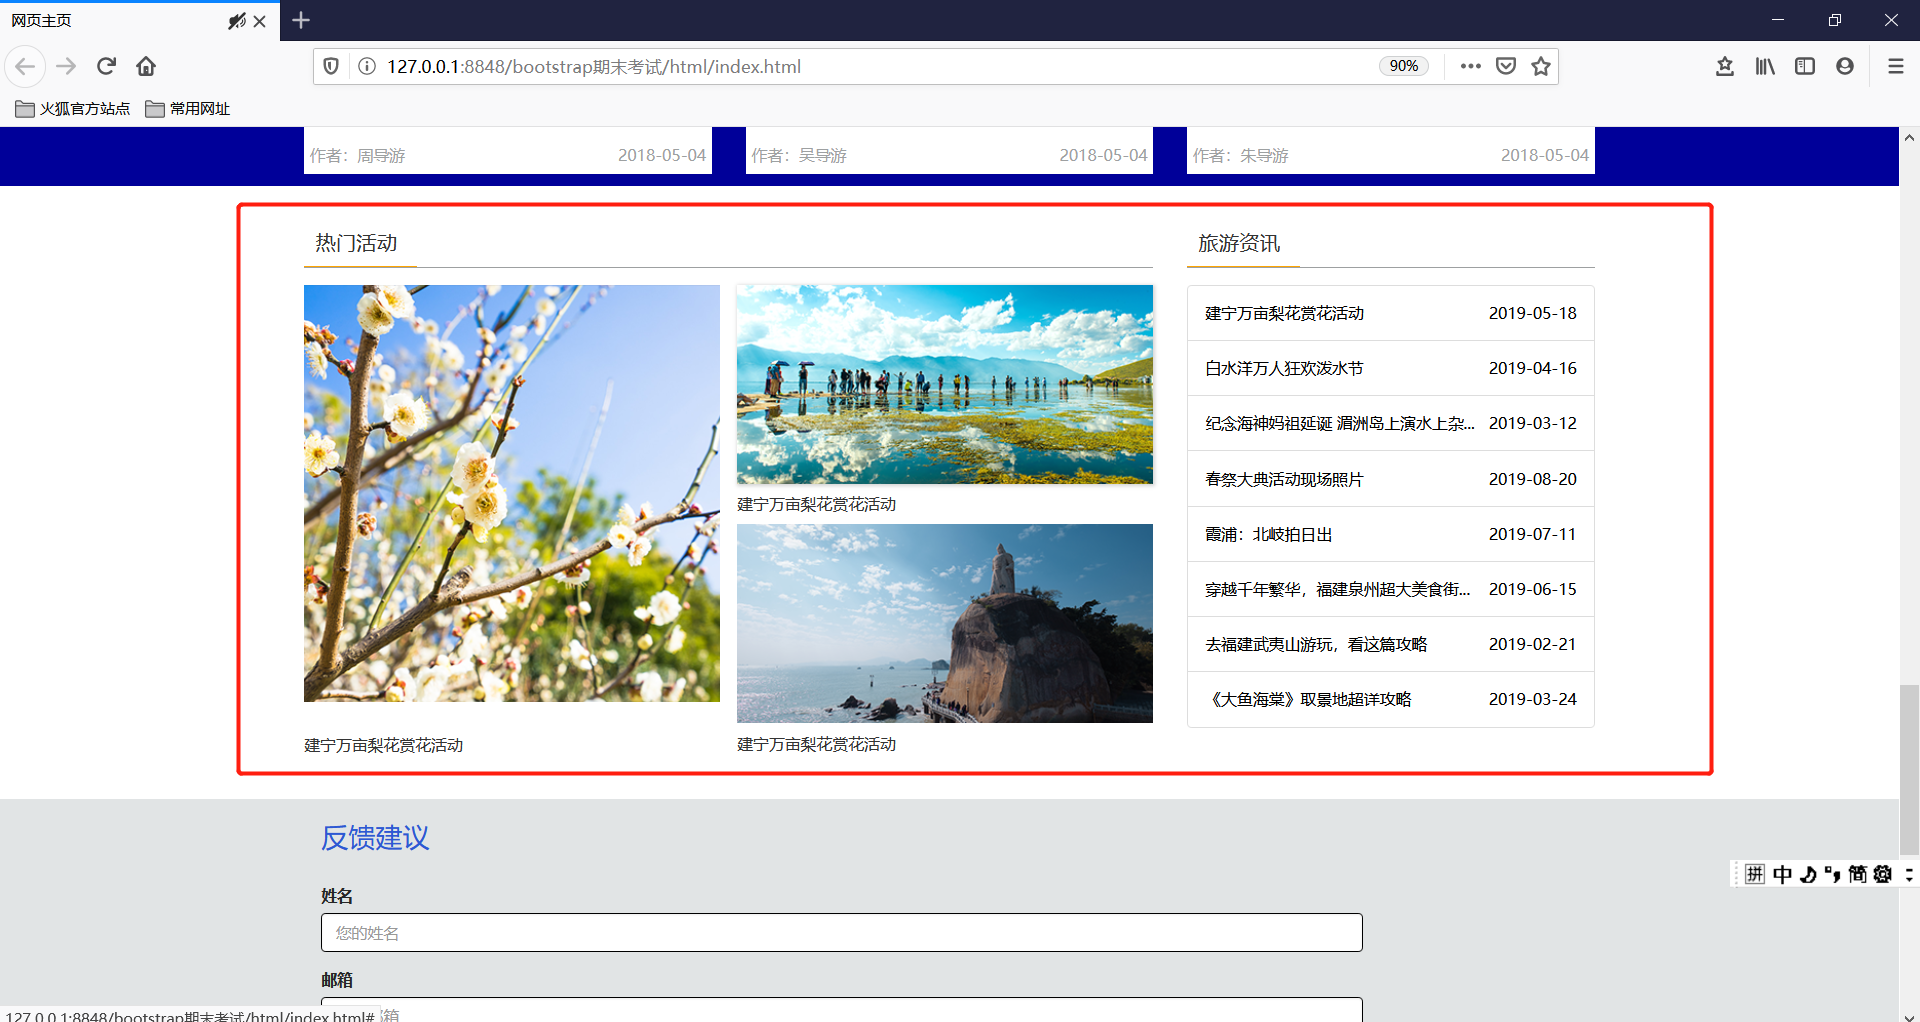 网页主页
127.0.0.1:8848/bootstrap期末考试/html/index.html
90%
火狐官方站点 常用网址
作者：周导游 2018-05-04
作者：吴导游 2018-05-04
作者：朱导游 2018-05-04
热门活动
建宁万亩梨花赏花活动
建宁万亩梨花赏花活动
建宁万亩梨花赏花活动
旅游资讯
建宁万亩梨花赏花活动 2019-05-18
白水洋万人狂欢泼水节 2019-04-16
纪念海神妈祖延诞 湄洲岛上演水上杂... 2019-03-12
春祭大典活动现场照片 2019-08-20
霞浦：北岐拍日出 2019-07-11
穿越千年繁华，福建泉州超大美食街... 2019-06-15
去福建武夷山游玩，看这篇攻略 2019-02-21
《大鱼海棠》取景地超详攻略 2019-03-24
反馈建议
姓名
您的姓名
邮箱
箱
拼 中 简
127.0.0.1:8848/bootstrap期末考试/html/index.html#